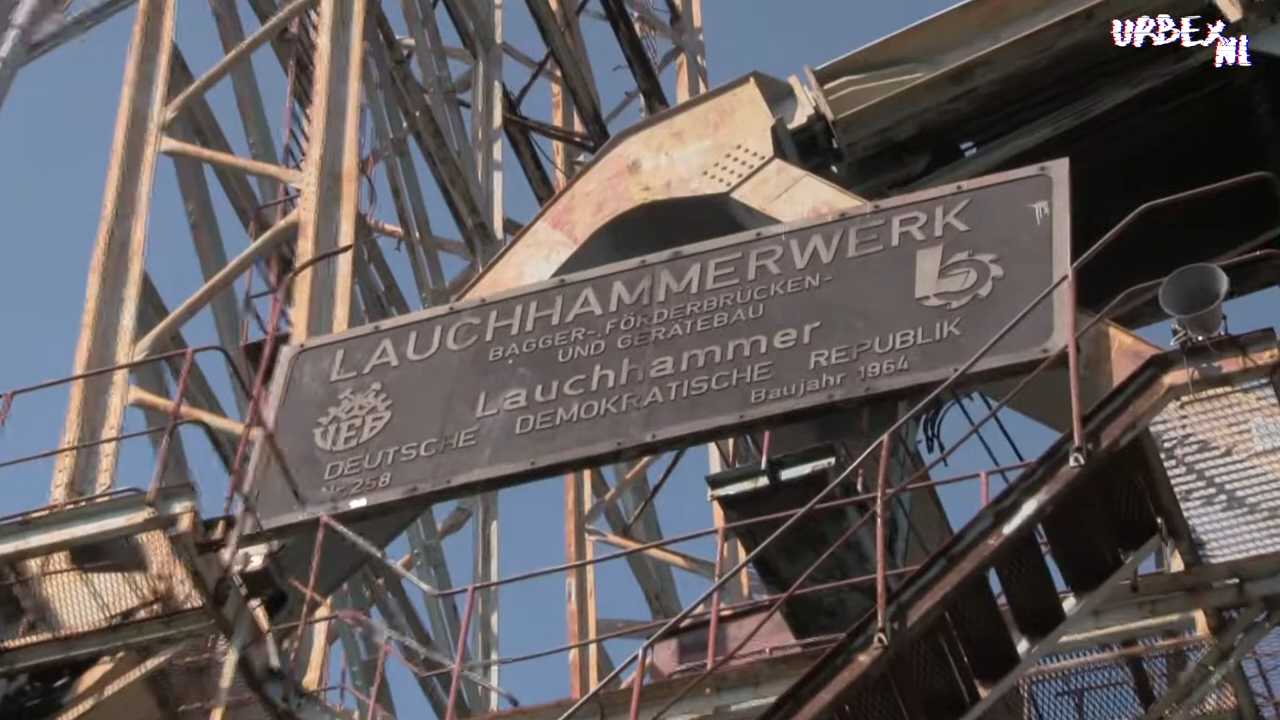 URBEX
NL
LAUCHHAMMERWERK
BAGGER-, FÖRDERBRÜCKEN-
UND GERÄTEBAU
Lauchhammer
VEB
DEUTSCHE DEMOKRATISCHE REPUBLIK
Nr 258
Baujahr 1964